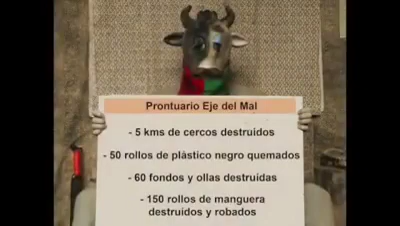 Prontuario Eje del Mal
- 5 kms de cercos destruidos
- 50 rollos de plástico negro quemados
- 60 fondos y ollas destruidas
- 150 rollos de manguera
destruidos y robados